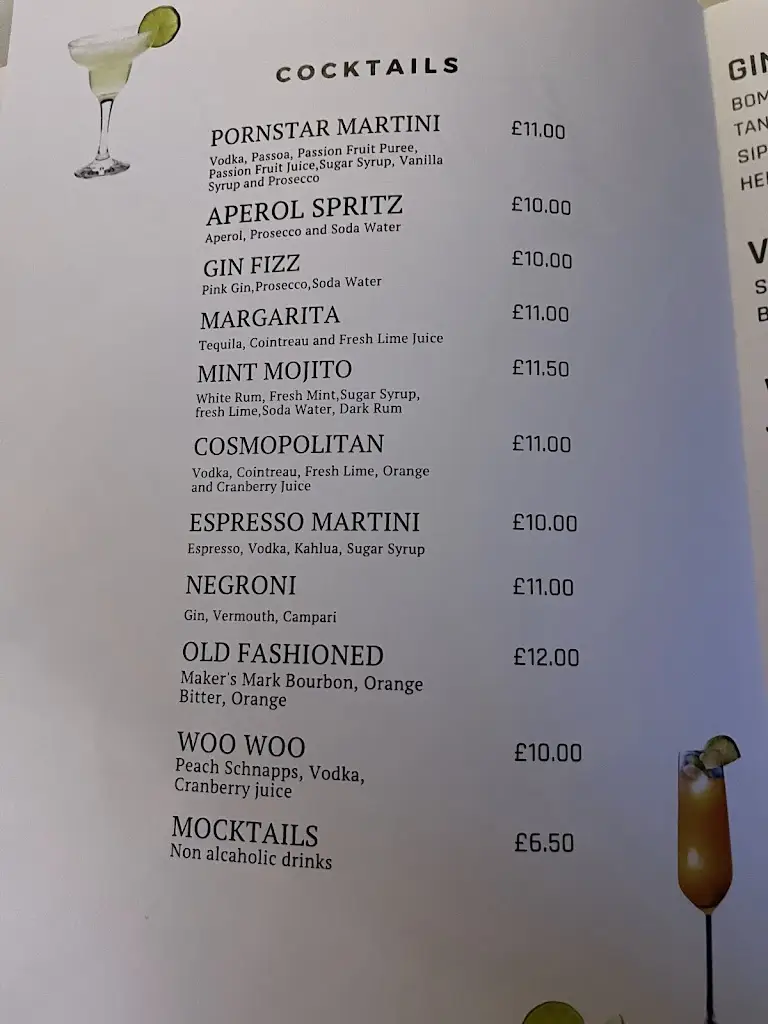 COCKTAILS
PORNSTAR MARTINI £11.00
Vodka, Passoa, Passion Fruit Puree,
Passion Fruit Juice,Sugar Syrup, Vanilla
Syrup and Prosecco
APEROL SPRITZ £10.00
Aperol, Prosecco and Soda Water
GIN FIZZ £10.00
Pink Gin,Prosecco,Soda Water
MARGARITA £11.00
Tequila, Cointreau and Fresh Lime Juice
MINT MOJITO £11.50
White Rum, Fresh Mint,Sugar Syrup,
fresh Lime,Soda Water, Dark Rum
COSMOPOLITAN £11.00
Vodka, Cointreau, Fresh Lime, Orange
and Cranberry Juice
ESPRESSO MARTINI £10.00
Espresso, Vodka, Kahlua, Sugar Syrup
NEGRONI £11.00
Gin, Vermouth, Campari
OLD FASHIONED £12.00
Maker's Mark Bourbon, Orange
Bitter, Orange
WOO WOO £10.00
Peach Schnapps, Vodka,
Cranberry juice
MOCKTAILS £6.50
Non alcaholic drinks
GIN
BOM
TAN
SIP
HE
V
S
B